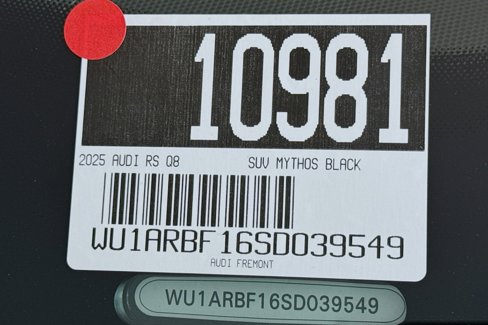 10981
2025 AUDI RS Q8 SUV MYTHOS BLACK
WU1ARBF16SD039549
AUDI FREMONT
WU1ARBF16SD039549